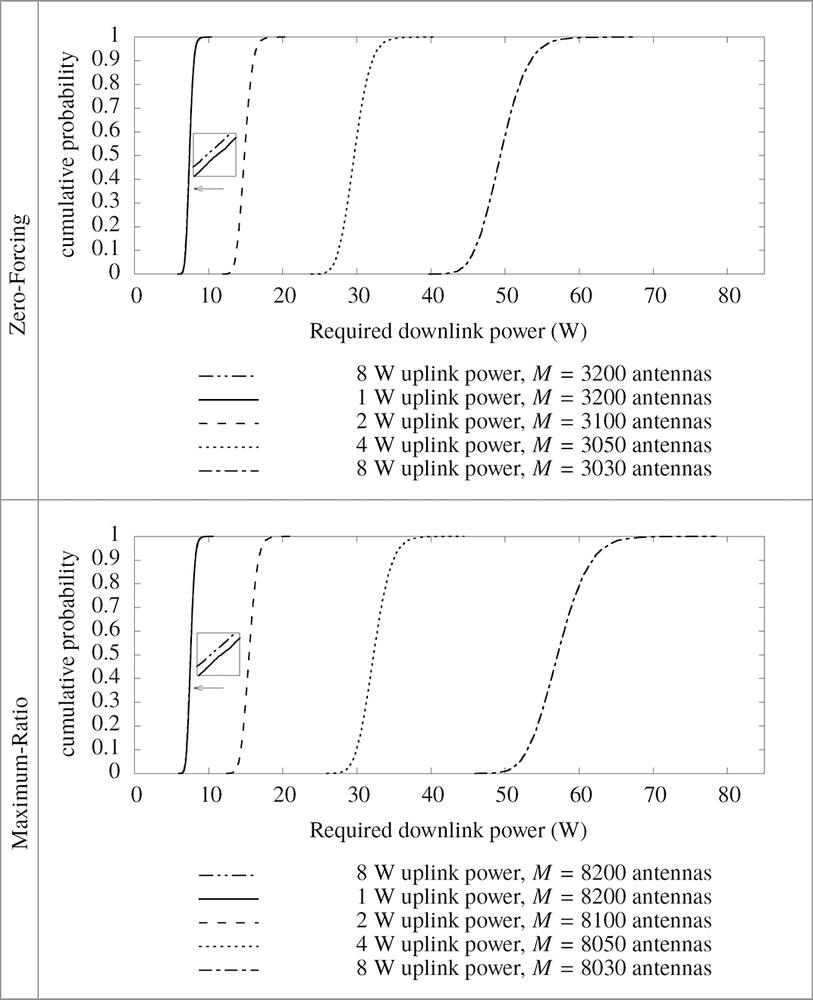 Zero-Forcing
cumulative probability
1
0.9
0.8
0.7
0.6
0.5
0.4
0.3
0.2
0.1
0
0 10 20 30 40 50 60 70 80
Required downlink power (W)
8 W uplink power, M = 3200 antennas
1 W uplink power, M = 3200 antennas
2 W uplink power, M = 3100 antennas
4 W uplink power, M = 3050 antennas
8 W uplink power, M = 3030 antennas
Maximum-Ratio
cumulative probability
1
0.9
0.8
0.7
0.6
0.5
0.4
0.3
0.2
0.1
0
0 10 20 30 40 50 60 70 80
Required downlink power (W)
8 W uplink power, M = 8200 antennas
1 W uplink power, M = 8200 antennas
2 W uplink power, M = 8100 antennas
4 W uplink power, M = 8050 antennas
8 W uplink power, M = 8030 antennas